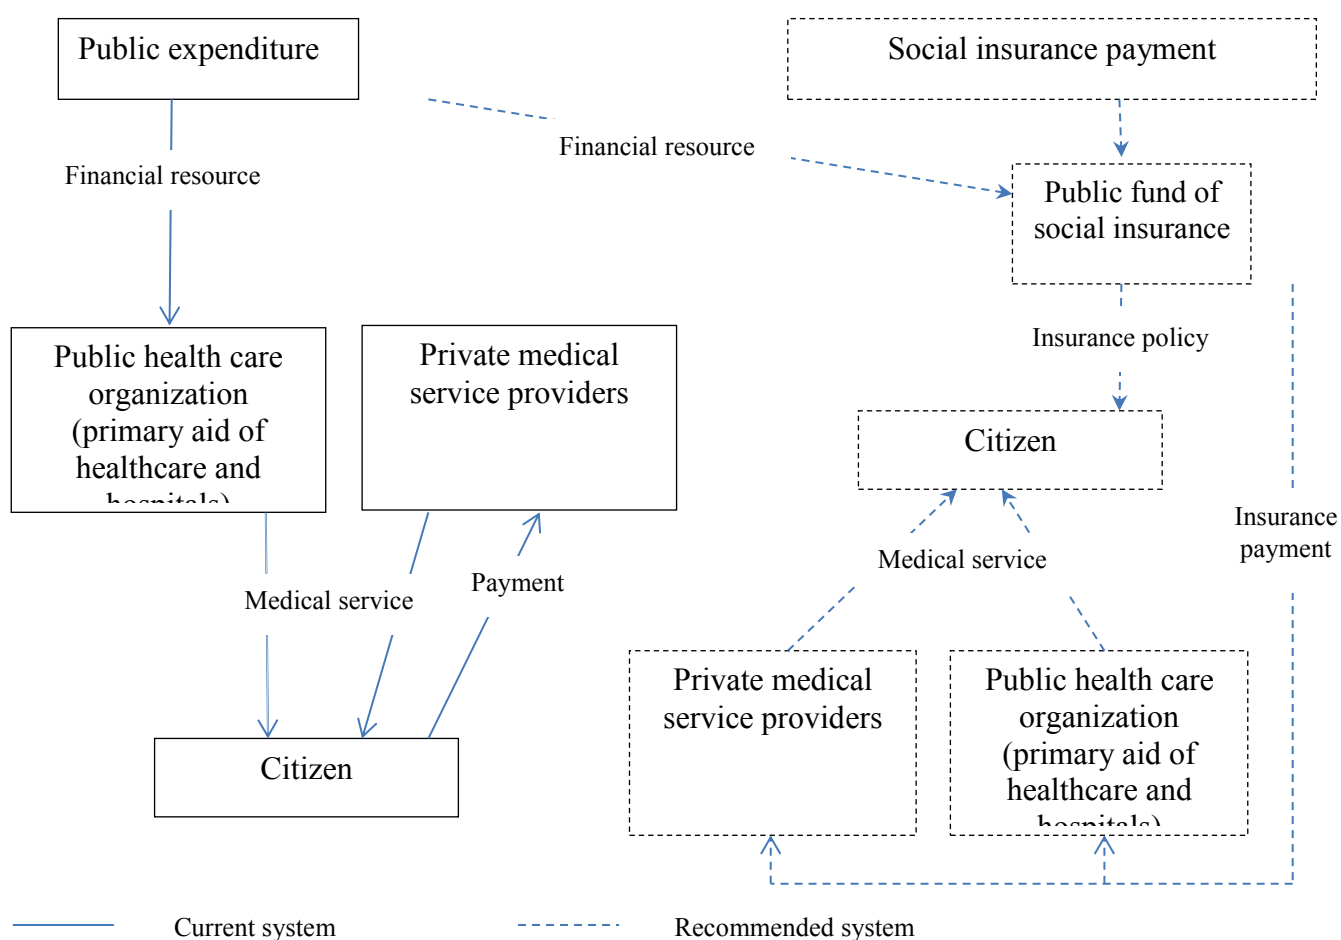 Public expenditure
Social insurance payment
Financial resource
Financial resource
Public fund of
social insurance
Insurance policy
Public health care
organization
(primary aid of
healthcare and
hospitals)
Private medical
service providers
Citizen
Insurance
payment
Medical service
Payment
Medical service
Citizen
Private medical
service providers
Public health care
organization
(primary aid of
healthcare and
hospitals)
Current system
Recommended system